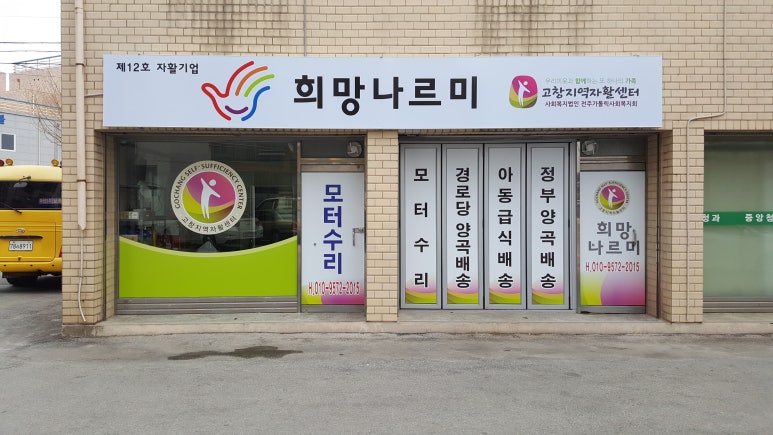 제12호 자활기업
희망나르미
우리이웃과 함께하는 또 하나의 가족
고창지역자활센터
사회복지법인 전주가톨릭사회복지회
GOCHANG SELF-SUFFICIENCY CENTER
고창지역자활센터
모터수리
H.010-9572-2015
모터수리
경로당 양곡배송
아동급식배송
정부양곡배송
희망
나르미
H.010-9572-2015
청과
중앙청